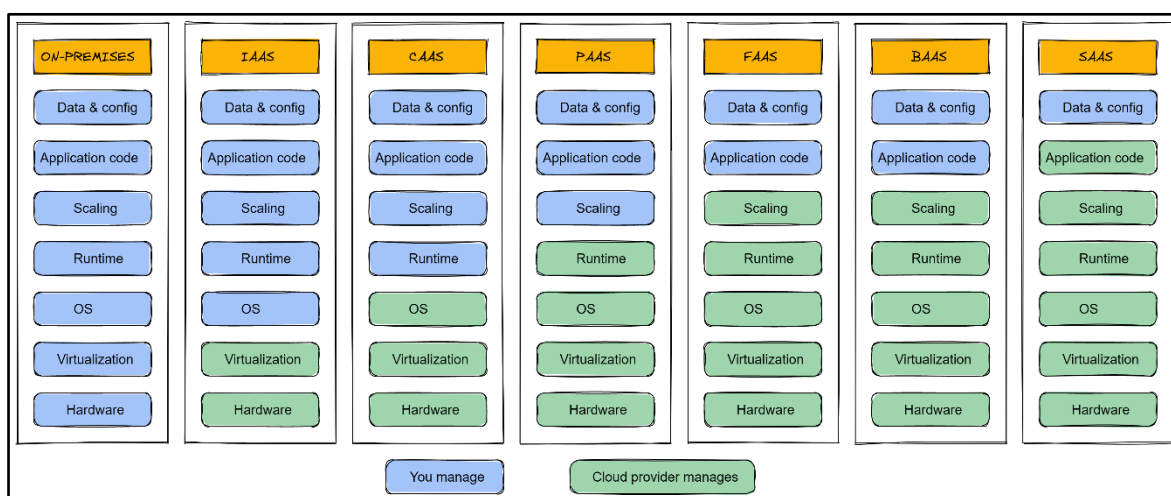 ON-PREMISES
Data & config
Application code
Scaling
Runtime
OS
Virtualization
Hardware
IAAS
Data & config
Application code
Scaling
Runtime
OS
Virtualization
Hardware
CAAS
Data & config
Application code
Scaling
Runtime
OS
Virtualization
Hardware
PAAS
Data & config
Application code
Scaling
Runtime
OS
Virtualization
Hardware
FAAS
Data & config
Application code
Scaling
Runtime
OS
Virtualization
Hardware
BAAS
Data & config
Application code
Scaling
Runtime
OS
Virtualization
Hardware
SAAS
Data & config
Application code
Scaling
Runtime
OS
Virtualization
Hardware
You manage
Cloud provider manages